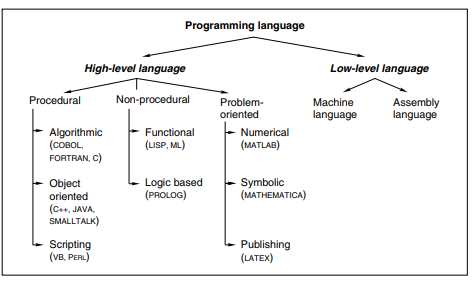 Programming language
High-level language
Low-level language
Procedural
Non-procedural
Problem-
oriented
Machine
language
Assembly
language
Algorithmic
(COBOL,
FORTRAN, C)
Object
oriented
(C++, JAVA,
SMALLTALK)
Scripting
(VB, PERL)
Functional
(LISP, ML)
Logic based
(PROLOG)
Numerical
(MATLAB)
Symbolic
(MATHEMATICA)
Publishing
(LATEX)